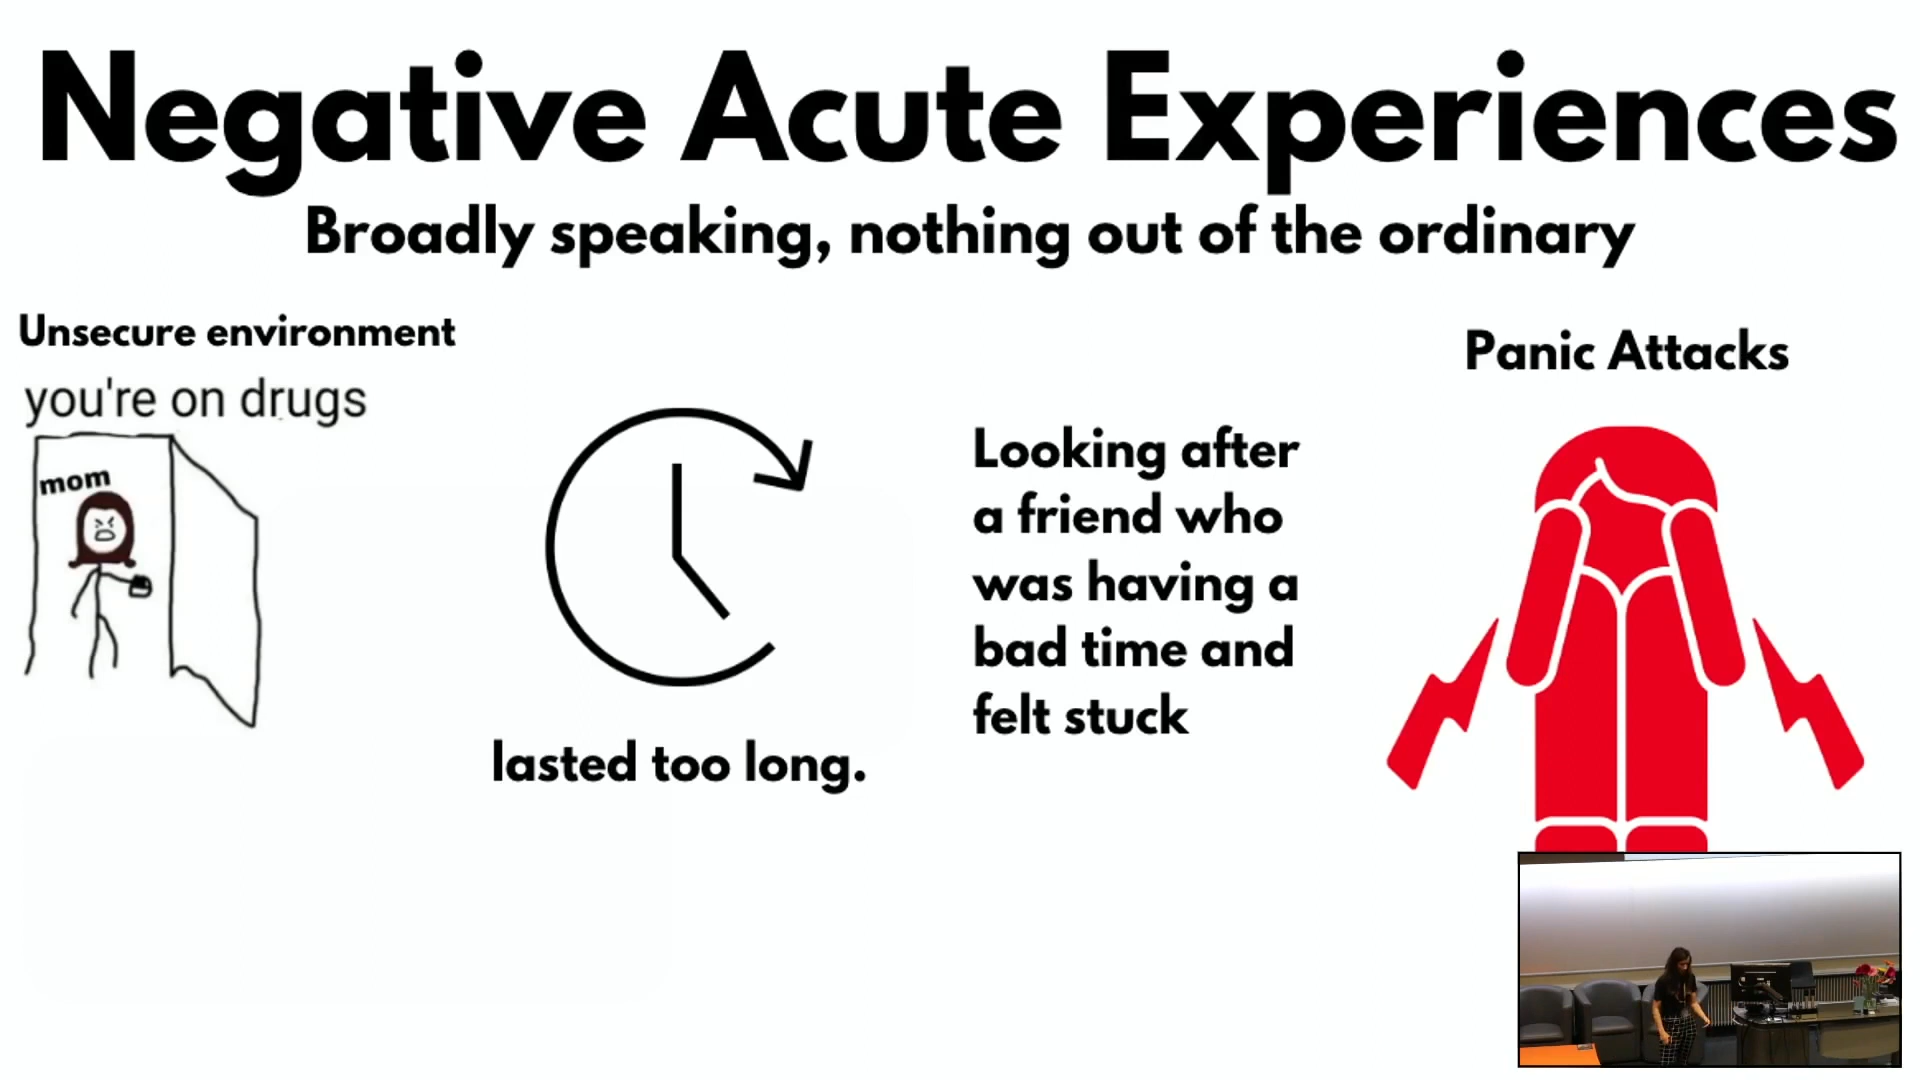 Negative Acute Experiences
Broadly speaking, nothing out of the ordinary
Unsecure environment
you're on drugs
mom
lasted too long.
Looking after
a friend who
was having a
bad time and
felt stuck
Panic Attacks